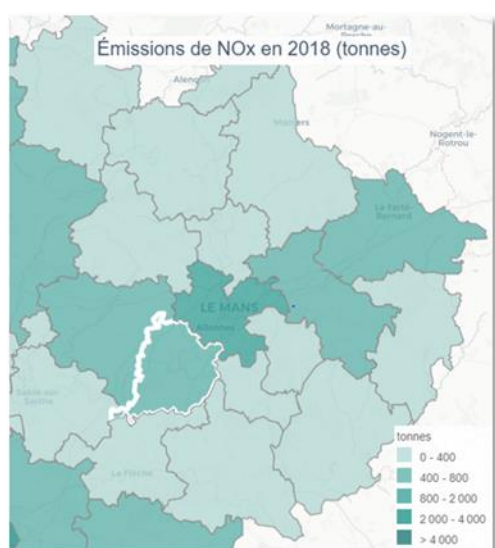 Émissions de NOx en 2018 (tonnes)
Mortagne-au-
Perche
Alençon
Mamers
Nogent-le-
Rotrou
La Ferté-
Bernard
LE MANS
Allonnes
Sablé-sur-
Sarthe
La Flèche
tonnes
0 - 400
400 - 800
800 - 2 000
2 000 - 4 000
> 4 000